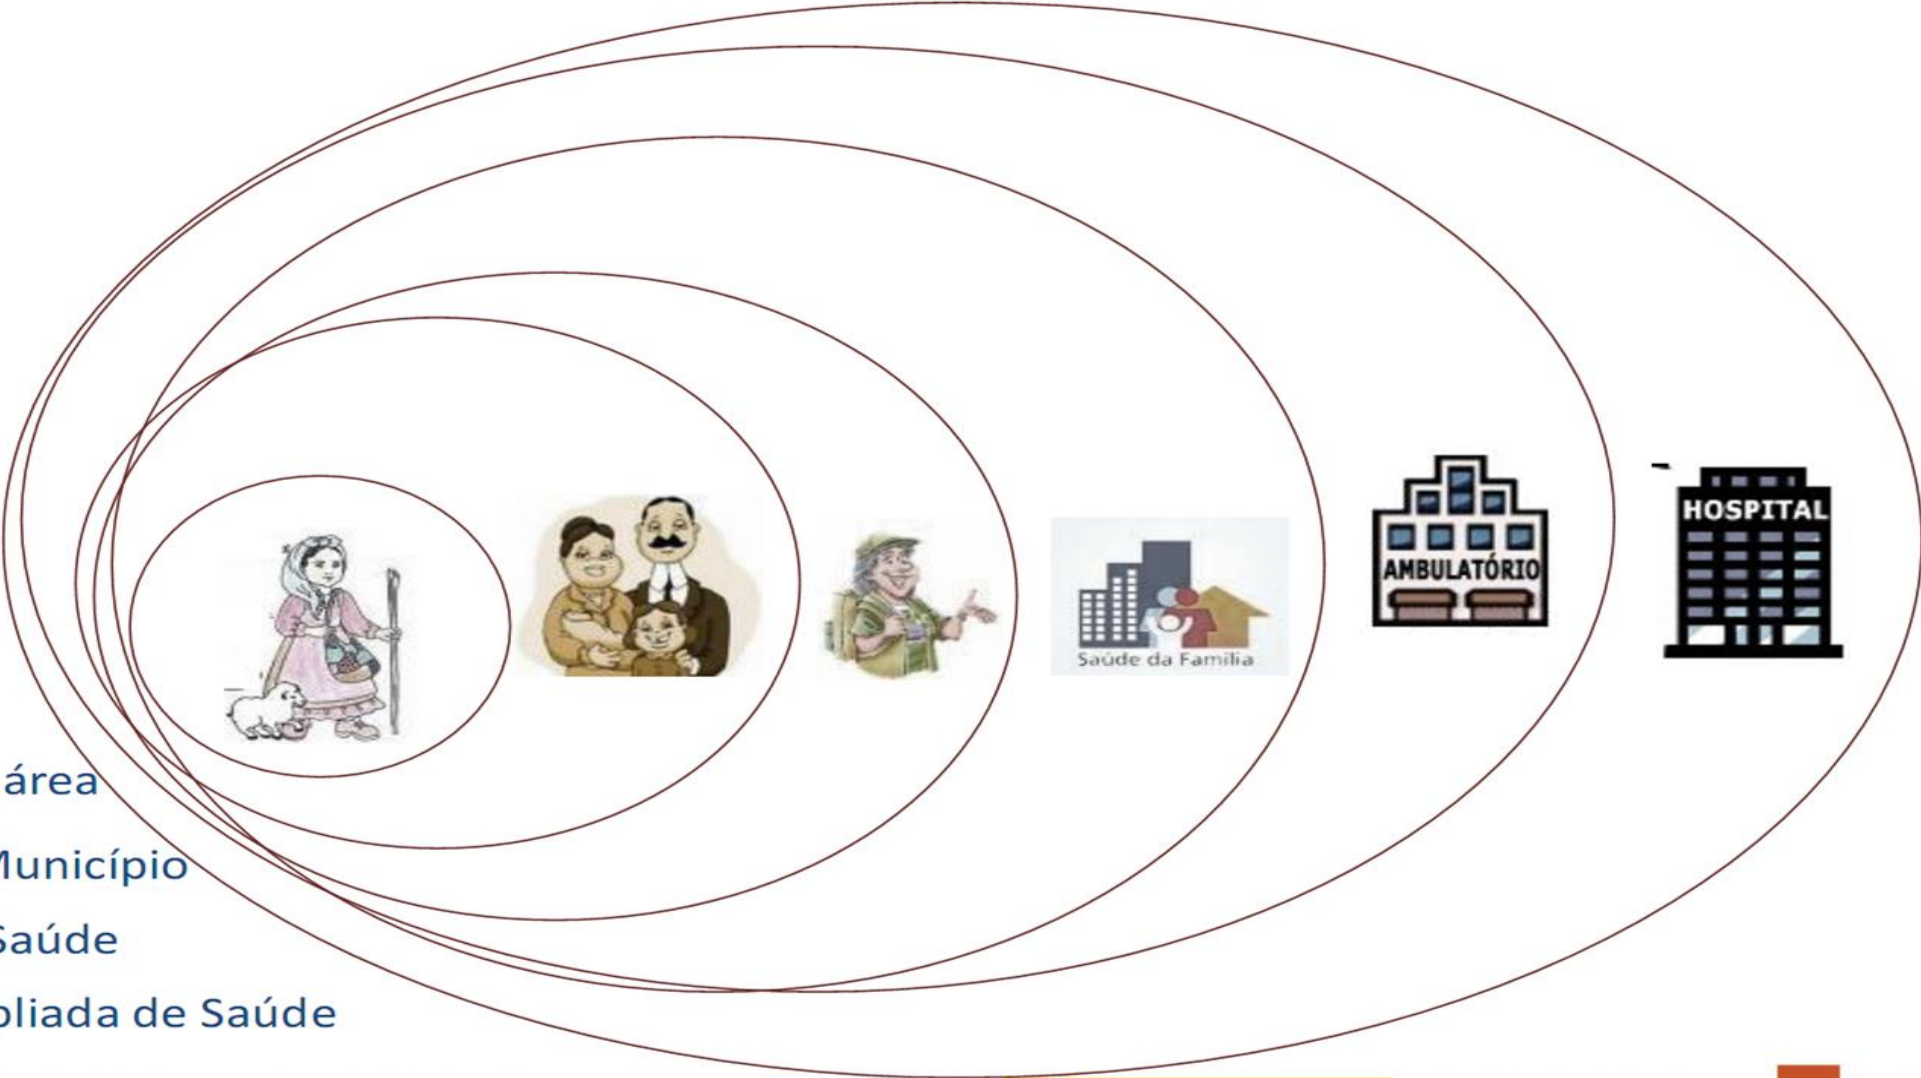 HOSPITAL
AMBULATÓRIO
Saúde da Família
área
Município
Saúde
pliada de Saúde